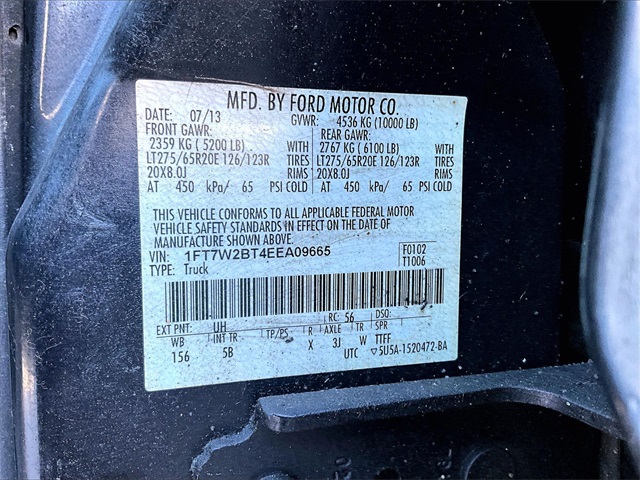 MFD. BY FORD MOTOR CO.
DATE: 07/13 GVWR: 4536 KG (10000 LB)
FRONT GAWR: REAR GAWR:
2359 KG ( 5200 LB) WITH 2767 KG ( 6100 LB) WITH
LT275/65R20E 126/123R TIRES LT275/65R20E 126/123R TIRES
20X8.0J RIMS 20X8.0J RIMS
AT 450 kPa/ 65 PSI COLD AT 450 kPa/ 65 PSI COLD
THIS VEHICLE CONFORMS TO ALL APPLICABLE FEDERAL MOTOR
VEHICLE SAFETY STANDARDS IN EFFECT ON THE DATE OF
MANUFACTURE SHOWN ABOVE.
VIN: 1FT7W2BT4EEA09665 F0102
TYPE: Truck T1006
EXT PNT: UH RC: 56 DSO:
WB INT TR TP/PS R AXLE TR SPR
156 5B X 3J W TTFF
UTC ▽5U5A-1520472-BA